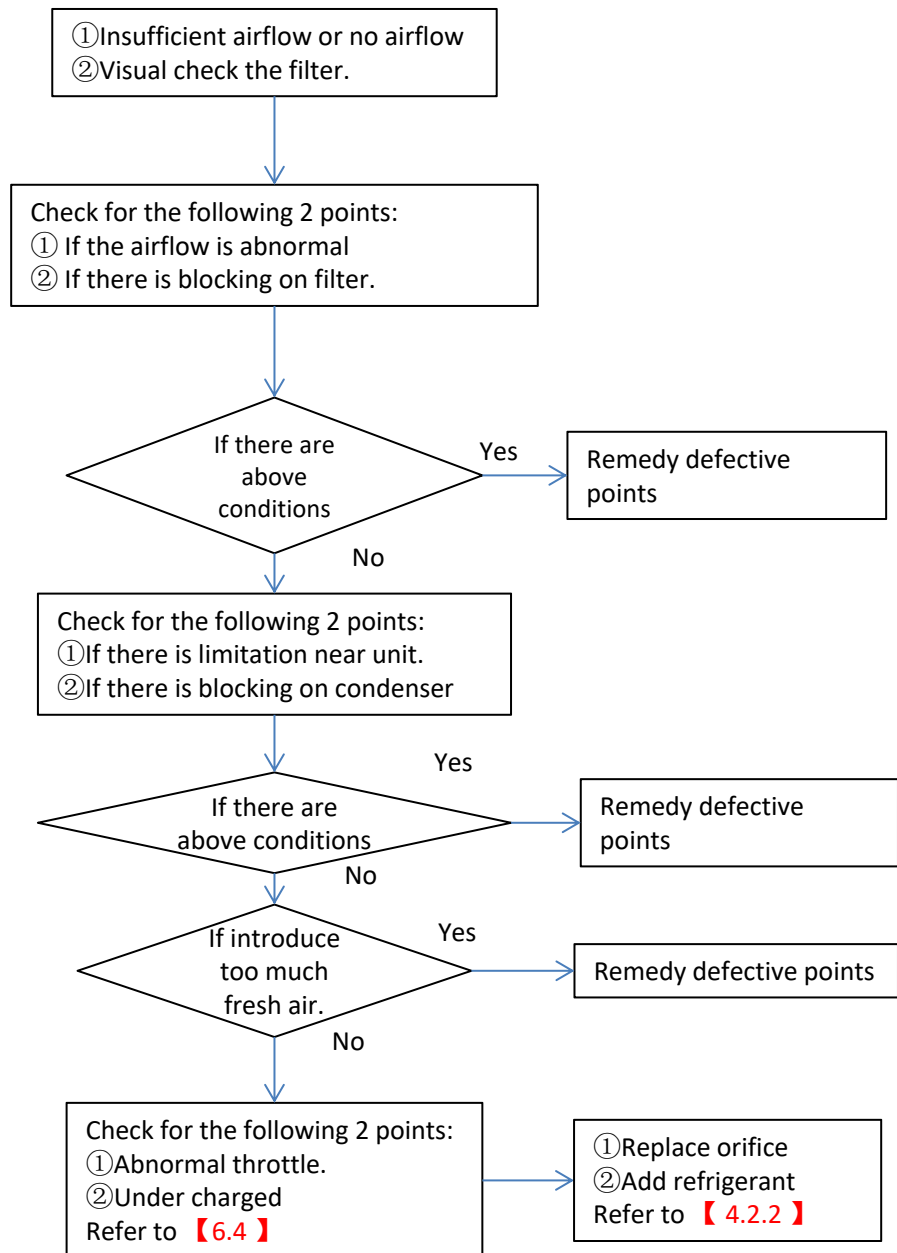 ①Insufficient airflow or no airflow
②Visual check the filter.
Check for the following 2 points:
① If the airflow is abnormal
② If there is blocking on filter.
If there are
above
conditions
Yes
Remedy defective
points
No
Check for the following 2 points:
①If there is limitation near unit.
②If there is blocking on condenser
Yes
If there are
above conditions
Remedy defective
points
No
If introduce
too much
fresh air.
Yes
Remedy defective points
No
Check for the following 2 points:
①Abnormal throttle.
②Under charged
Refer to 【6.4 】
①Replace orifice
②Add refrigerant
Refer to 【 4.2.2 】